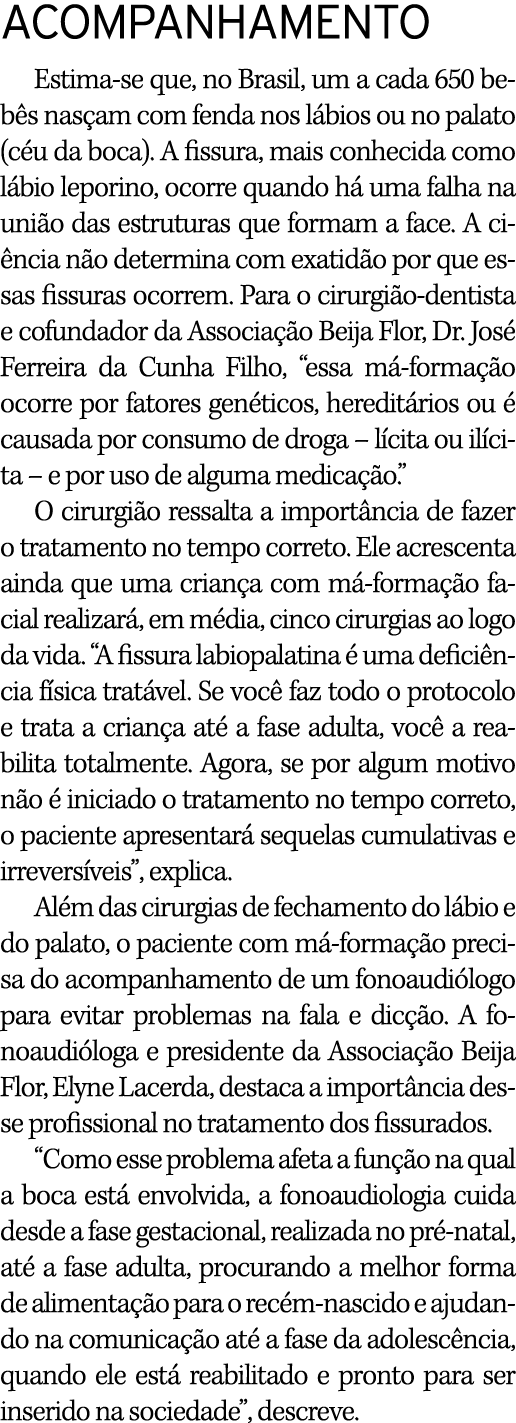 ACOMPANHAMENTO
Estima-se que, no Brasil, um a cada 650 be-
bês nasçam com fenda nos lábios ou no palato
(céu da boca). A fissura, mais conhecida como
lábio leporino, ocorre quando há uma falha na
união das estruturas que formam a face. A ci-
ência não determina com exatidão por que es-
sas fissuras ocorrem. Para o cirurgião-dentista
e cofundador da Associação Beija Flor, Dr. José
Ferreira da Cunha Filho, “essa má-formação
ocorre por fatores genéticos, hereditários ou é
causada por consumo de droga – lícita ou ilíci-
ta – e por uso de alguma medicação.”
O cirurgião ressalta a importância de fazer
o tratamento no tempo correto. Ele acrescenta
ainda que uma criança com má-formação fa-
cial realizará, em média, cinco cirurgias ao logo
da vida. “A fissura labiopalatina é uma deficiên-
cia física tratável. Se você faz todo o protocolo
e trata a criança até a fase adulta, você a rea-
bilita totalmente. Agora, se por algum motivo
não é iniciado o tratamento no tempo correto,
o paciente apresentará sequelas cumulativas e
irreversíveis”, explica.
Além das cirurgias de fechamento do lábio e
do palato, o paciente com má-formação preci-
sa do acompanhamento de um fonoaudiólogo
para evitar problemas na fala e dicção. A fo-
noaudióloga e presidente da Associação Beija
Flor, Elyne Lacerda, destaca a importância des-
se profissional no tratamento dos fissurados.
“Como esse problema afeta a função na qual
a boca está envolvida, a fonoaudiologia cuida
desde a fase gestacional, realizada no pré-natal,
até a fase adulta, procurando a melhor forma
de alimentação para o recém-nascido e ajudan-
do na comunicação até a fase da adolescência,
quando ele está reabilitado e pronto para ser
inserido na sociedade”, descreve.